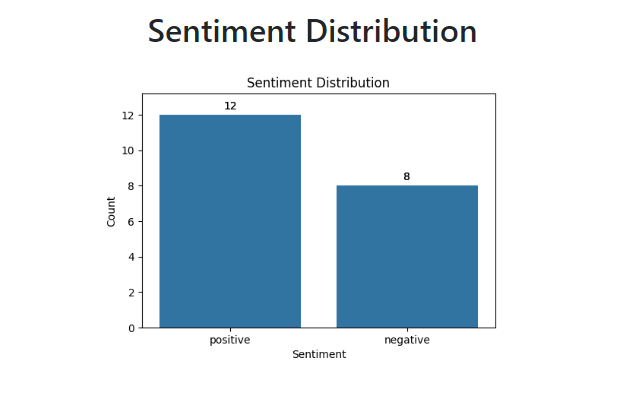 Sentiment Distribution
Sentiment Distribution
12
8
12
10
8
6
4
2
0
Count
positive
negative
Sentiment